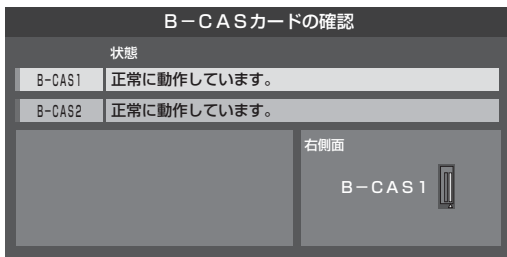 B－CASカードの確認
状態
B-CAS1 正常に動作しています。
B-CAS2 正常に動作しています。
右側面
B－CAS1